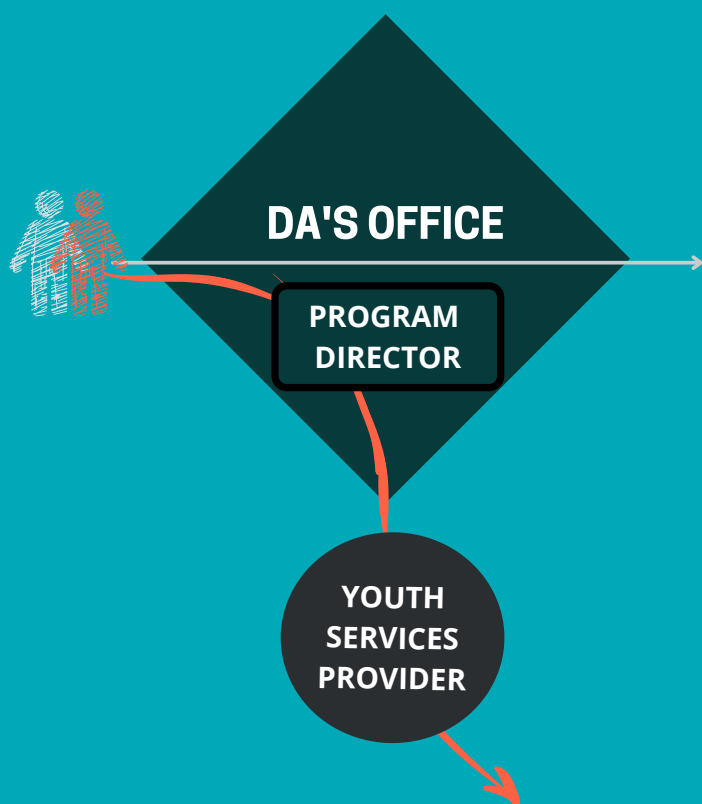 DA'S OFFICE
PROGRAM
DIRECTOR
YOUTH
SERVICES
PROVIDER